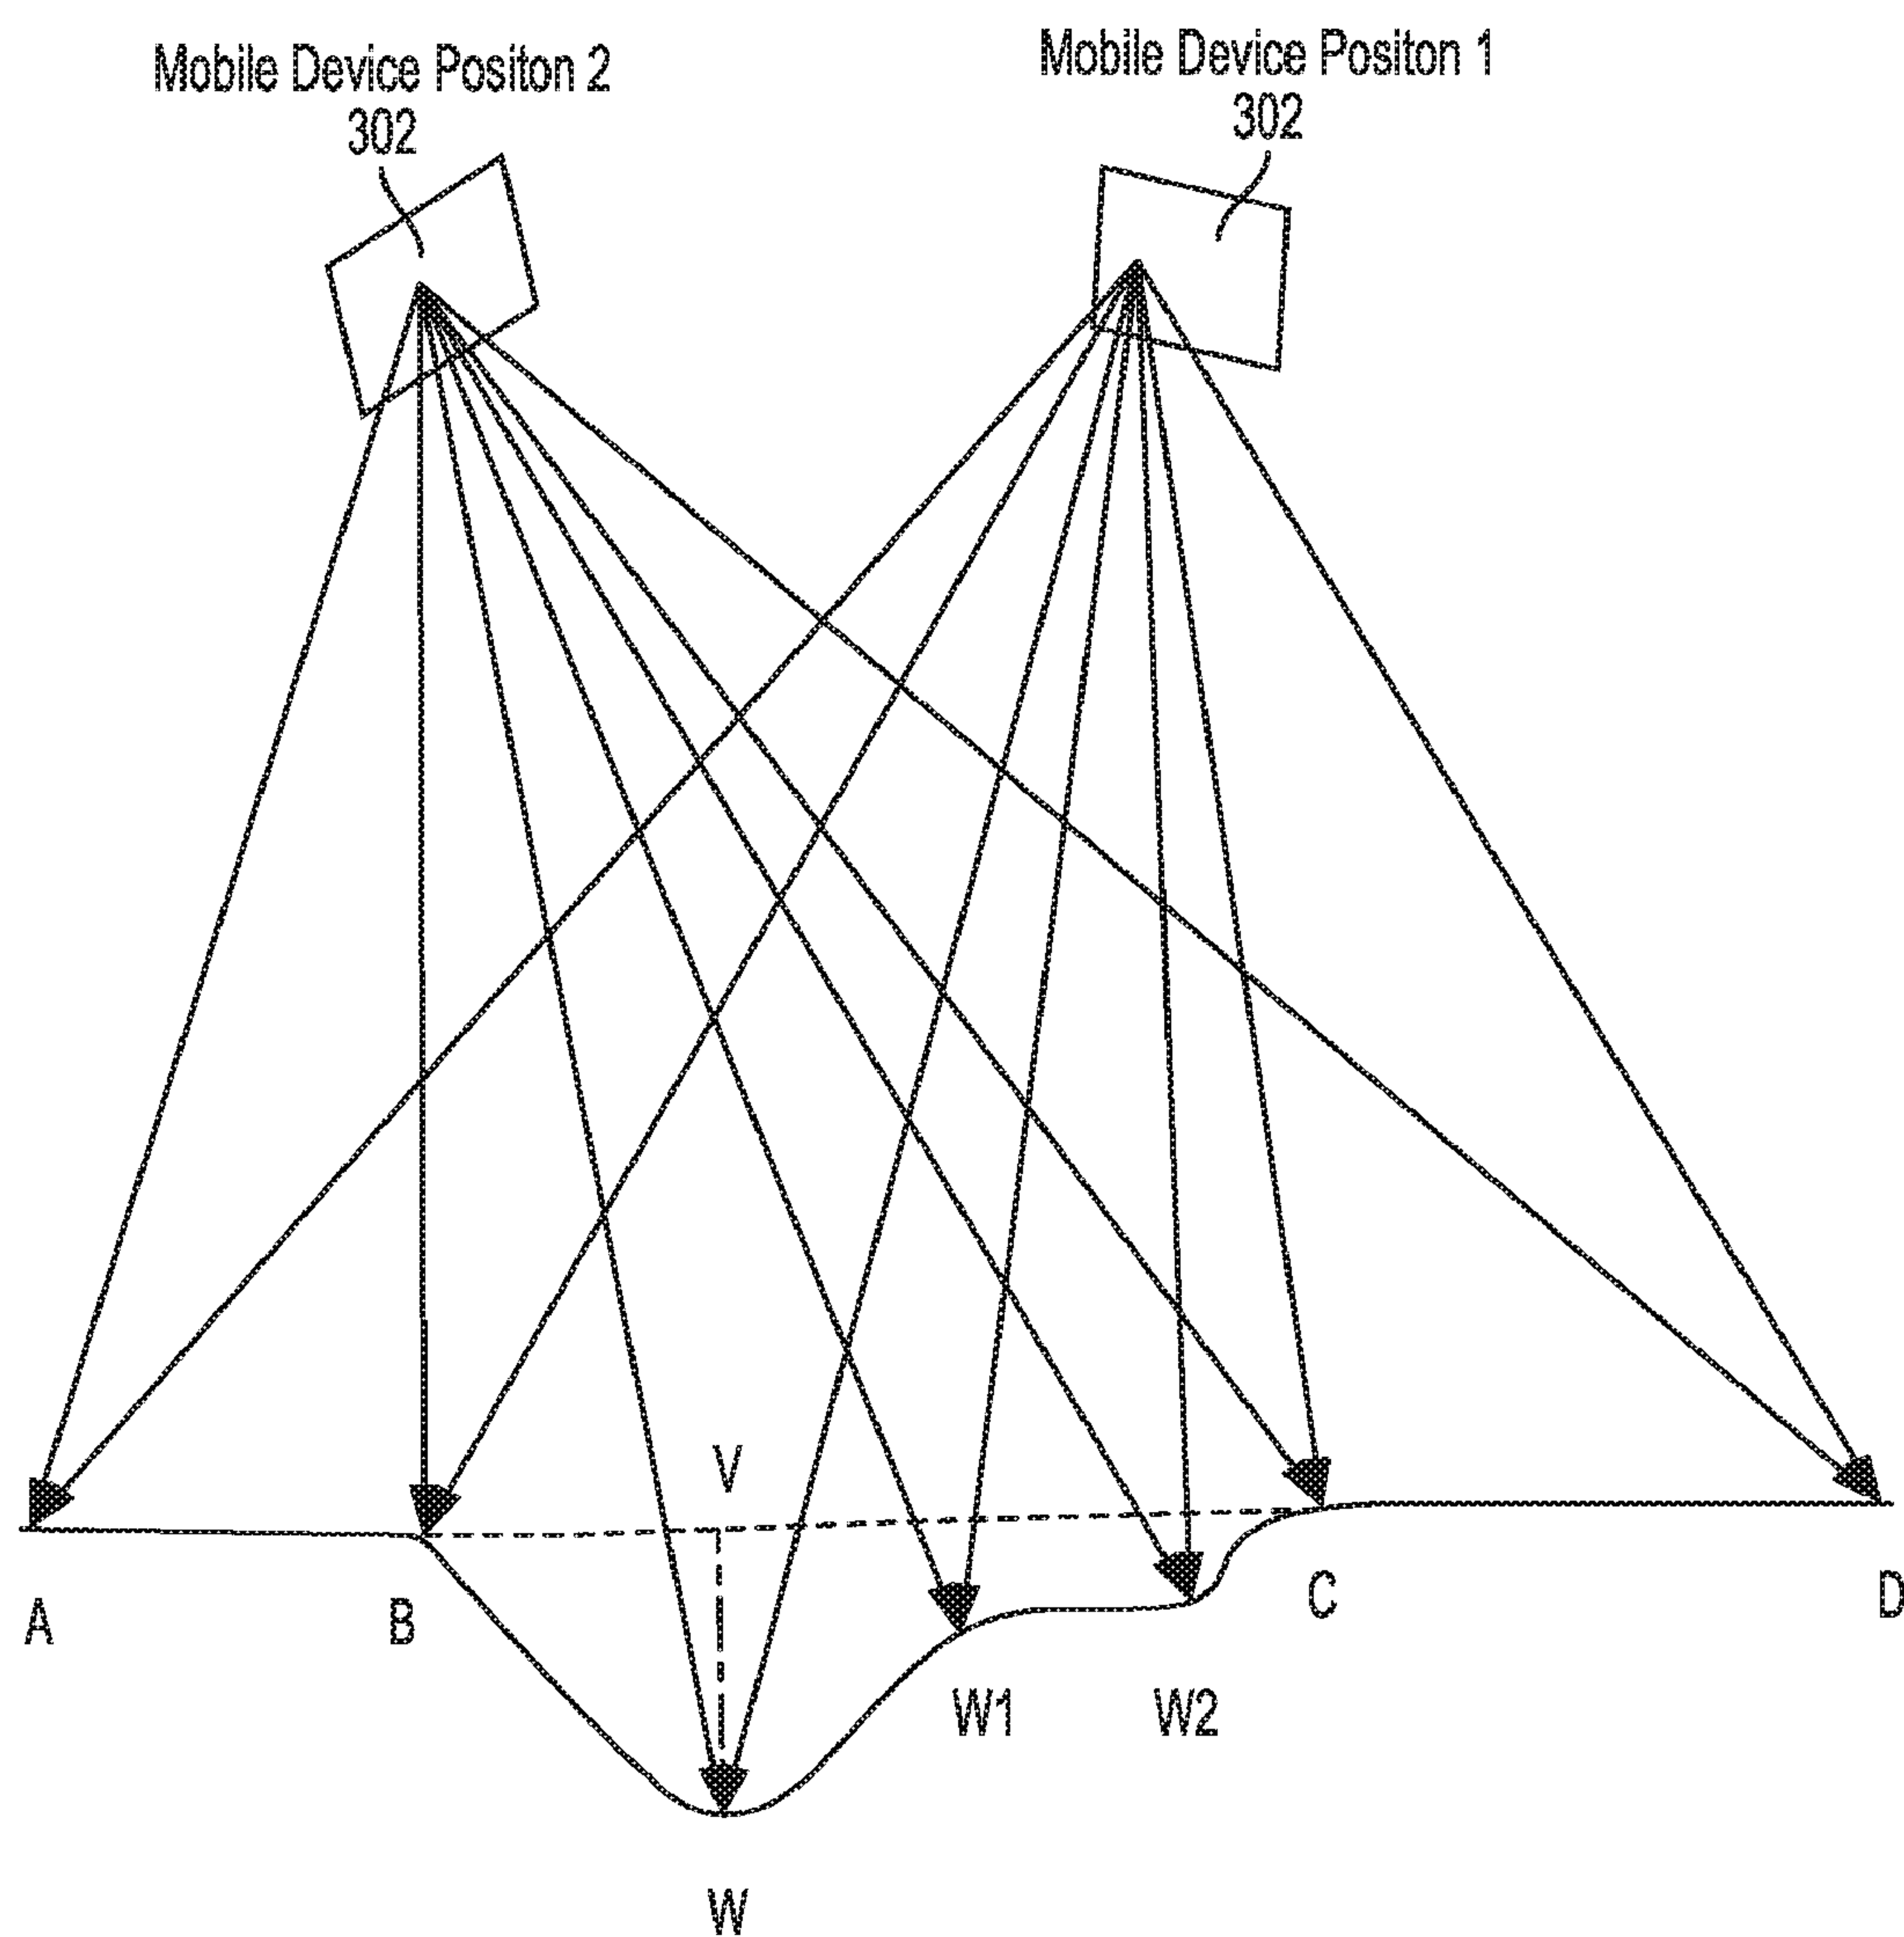 Mobile Device Positon 2
302
Mobile Device Positon 1
302
V
A
B
C
D
W1
W2
W